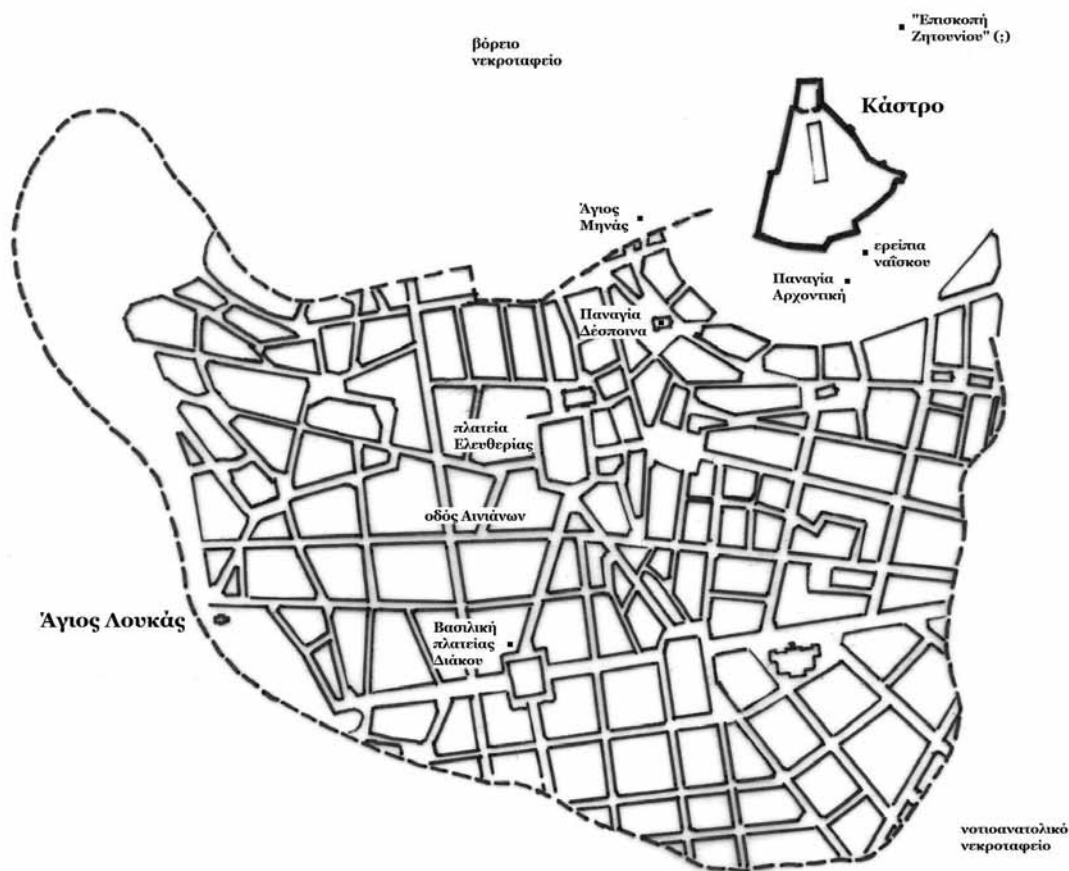 "Επισκοπή
Ζητουνίου" (;)
βόρειο
νεκροταφείο
Κάστρο
Άγιος
Μηνάς
ερείπια
ναΐσκου
Παναγία
Αρχοντική
Παναγία
Δέσποινα
πλατεία
Ελευθερίας
οδός Αινιάνων
Άγιος Λουκάς
Βασιλική
πλατείας
Διάκου
νοτιοανατολικό
νεκροταφείο